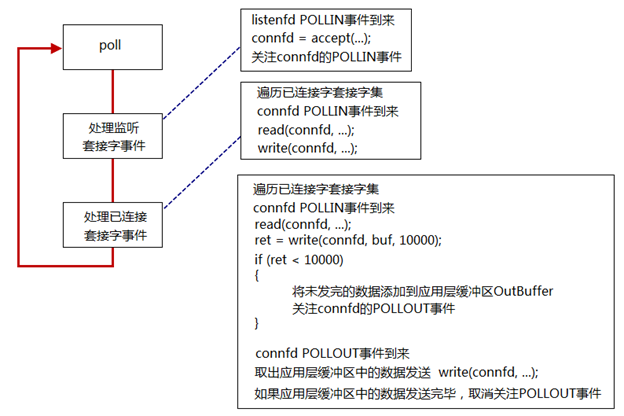 poll
处理监听
套接字事件
处理已连接
套接字事件
listenfd POLLIN事件到来
connfd = accept(...);
关注connfd的POLLIN事件
遍历已连接字套接字集
connfd POLLIN事件到来
read(connfd, ...);
write(connfd, ...);
遍历已连接字套接字集
connfd POLLIN事件到来
read(connfd, ...);
ret = write(connfd, buf, 10000);
if (ret < 10000)
{
将未发完的数据添加到应用层缓冲区OutBuffer
关注connfd的POLLOUT事件
}
connfd POLLOUT事件到来
取出应用层缓冲区中的数据发送 write(connfd, ...);
如果应用层缓冲区中的数据发送完毕，取消关注POLLOUT事件